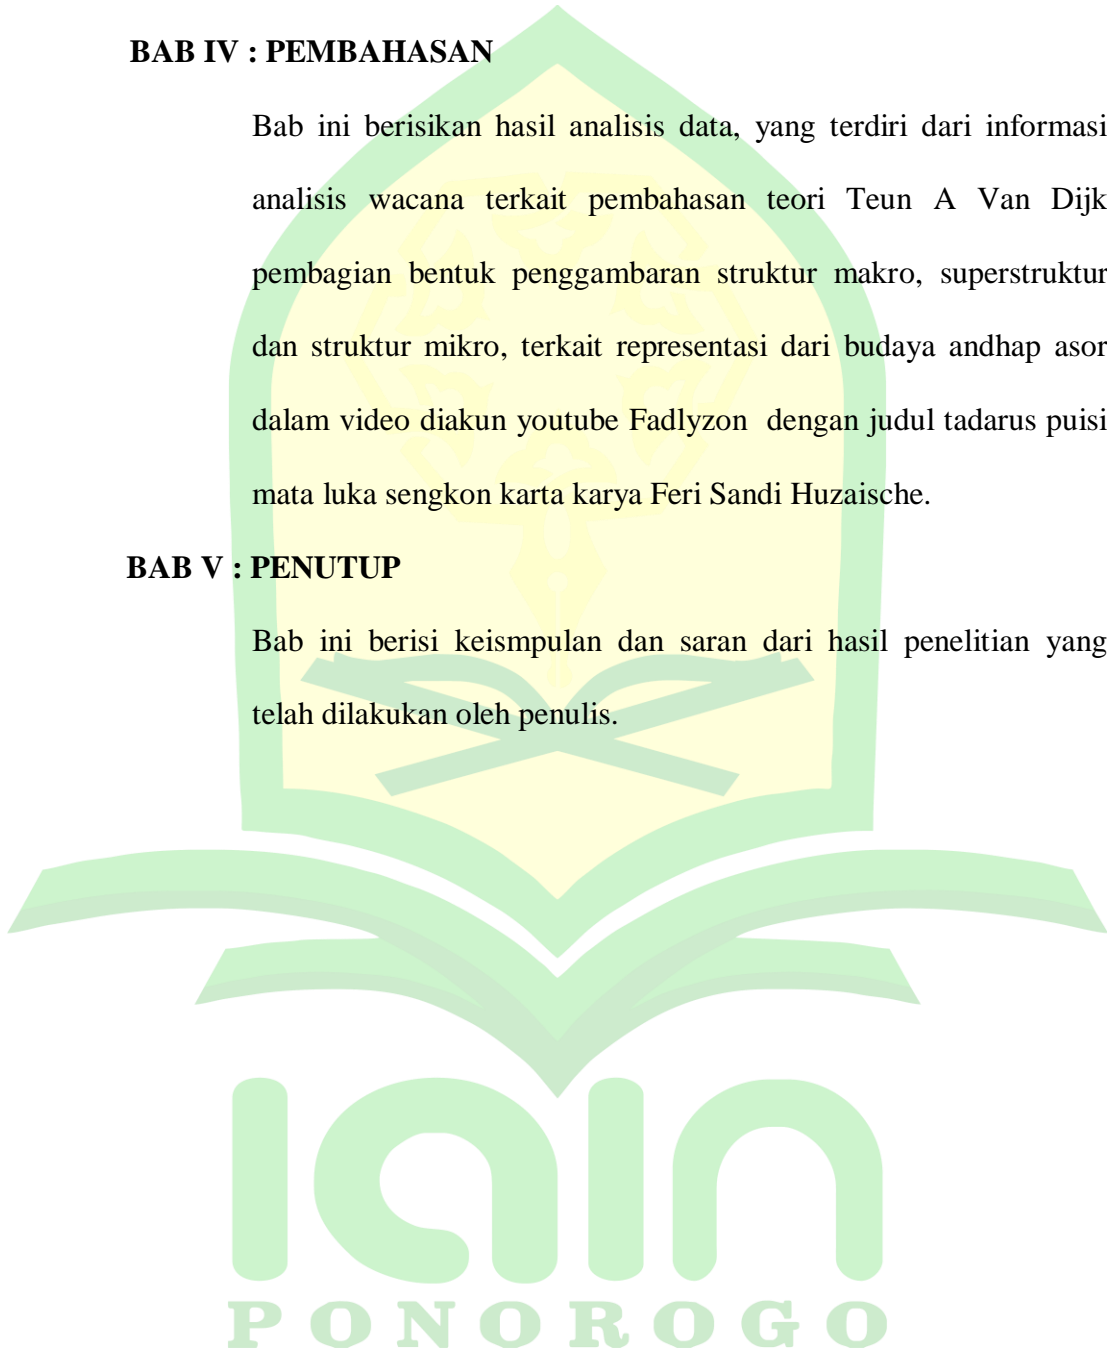 BAB IV : PEMBAHASAN
Bab ini berisikan hasil analisis data, yang terdiri dari informasi
analisis wacana terkait pembahasan teori Teun A Van Dijk
pembagian bentuk penggambaran struktur makro, superstruktur
dan struktur mikro, terkait representasi dari budaya andhap asor
dalam video diakun youtube Fadlyzon dengan judul tadarus puisi
mata luka sengkon karta karya Feri Sandi Huzaische.
BAB V : PENUTUP
Bab ini berisi keismpulan dan saran dari hasil penelitian yang
telah dilakukan oleh penulis.
iain
PONOROGO